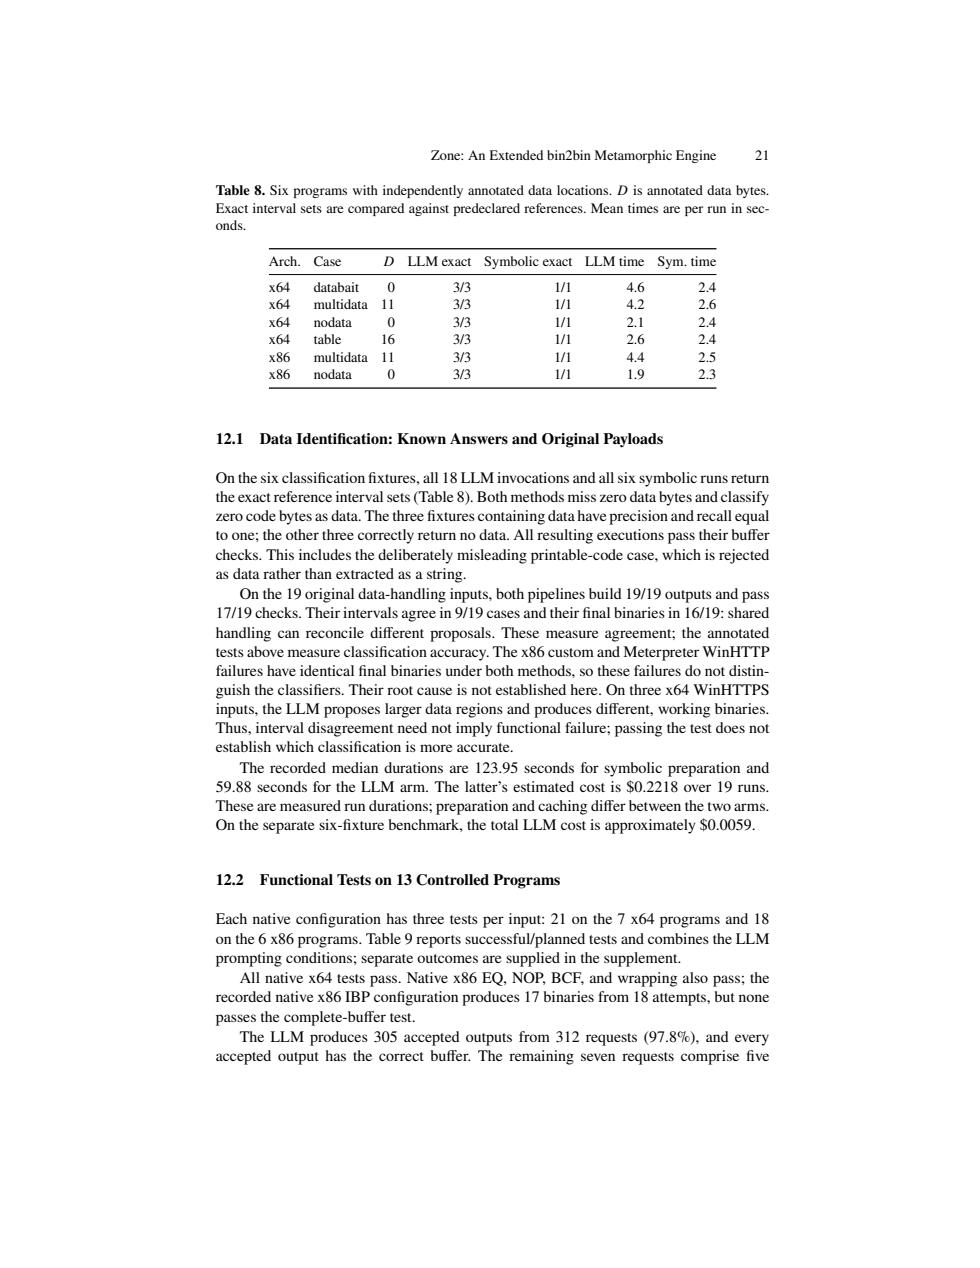 Zone: An Extended bin2bin Metamorphic Engine 21
Table 8. Six programs with independently annotated data locations. D is annotated data bytes.
Exact interval sets are compared against predeclared references. Mean times are per run in sec-
onds.
Arch. Case D LLM exact Symbolic exact LLM time Sym. time
x64 databait 0 3/3 1/1 4.6 2.4
x64 multidata 11 3/3 1/1 4.2 2.6
x64 nodata 0 3/3 1/1 2.1 2.4
x64 table 16 3/3 1/1 2.6 2.4
x86 multidata 11 3/3 1/1 4.4 2.5
x86 nodata 0 3/3 1/1 1.9 2.3
12.1 Data Identification: Known Answers and Original Payloads
On the six classification fixtures, all 18 LLM invocations and all six symbolic runs return
the exact reference interval sets (Table 8). Both methods miss zero data bytes and classify
zero code bytes as data. The three fixtures containing data have precision and recall equal
to one; the other three correctly return no data. All resulting executions pass their buffer
checks. This includes the deliberately misleading printable-code case, which is rejected
as data rather than extracted as a string.
On the 19 original data-handling inputs, both pipelines build 19/19 outputs and pass
17/19 checks. Their intervals agree in 9/19 cases and their final binaries in 16/19: shared
handling can reconcile different proposals. These measure agreement; the annotated
tests above measure classification accuracy. The x86 custom and Meterpreter WinHTTP
failures have identical final binaries under both methods, so these failures do not distin-
guish the classifiers. Their root cause is not established here. On three x64 WinHTTPS
inputs, the LLM proposes larger data regions and produces different, working binaries.
Thus, interval disagreement need not imply functional failure; passing the test does not
establish which classification is more accurate.
The recorded median durations are 123.95 seconds for symbolic preparation and
59.88 seconds for the LLM arm. The latter's estimated cost is $0.2218 over 19 runs.
These are measured run durations; preparation and caching differ between the two arms.
On the separate six-fixture benchmark, the total LLM cost is approximately $0.0059.
12.2 Functional Tests on 13 Controlled Programs
Each native configuration has three tests per input: 21 on the 7 x64 programs and 18
on the 6 x86 programs. Table 9 reports successful/planned tests and combines the LLM
prompting conditions; separate outcomes are supplied in the supplement.
All native x64 tests pass. Native x86 EQ, NOP, BCF, and wrapping also pass; the
recorded native x86 IBP configuration produces 17 binaries from 18 attempts, but none
passes the complete-buffer test.
The LLM produces 305 accepted outputs from 312 requests (97.8%), and every
accepted output has the correct buffer. The remaining seven requests comprise five